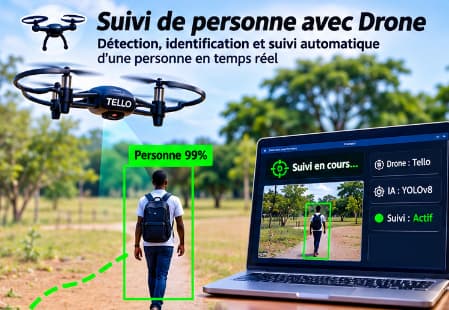 Suivi de personne avec Drone
Détection, identification et suivi automatique
d'une personne en temps réel
TELLO
Personne 99%
Suivi en cours...
Drone : Tello
IA : YOLOv8
Suivi : Actif